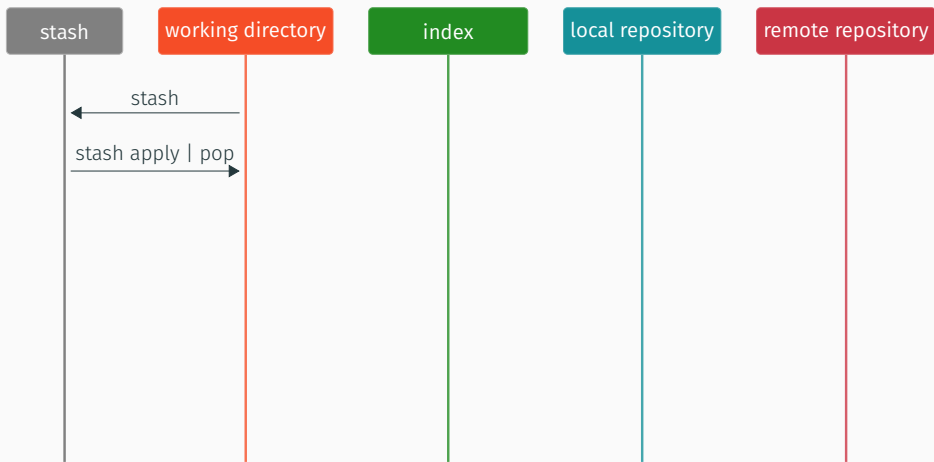 stash
working directory
index
local repository
remote repository
stash
stash apply | pop